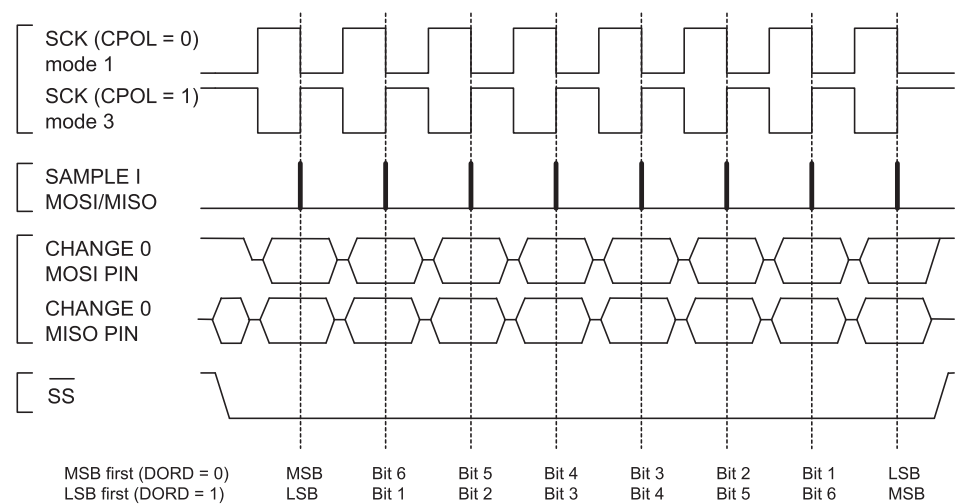 SCK (CPOL = 0)
mode 1
SCK (CPOL = 1)
mode 3
SAMPLE I
MOSI/MISO
CHANGE 0
MOSI PIN
CHANGE 0
MISO PIN
SS
MSB first (DORD = 0) MSB Bit 6 Bit 5 Bit 4 Bit 3 Bit 2 Bit 1 LSB
LSB first (DORD = 1) LSB Bit 1 Bit 2 Bit 3 Bit 4 Bit 5 Bit 6 MSB